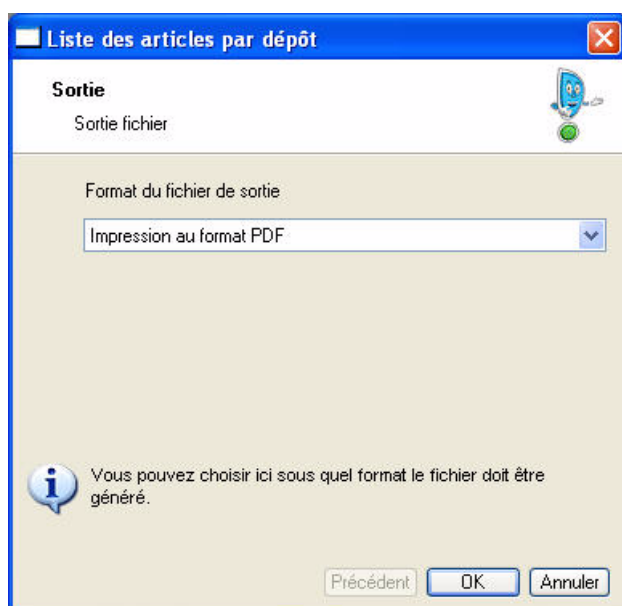 Liste des articles par dépôt
Sortie
Sortie fichier
Format du fichier de sortie
Impression au format PDF
Vous pouvez choisir ici sous quel format le fichier doit être
généré.
Précédent OK Annuler